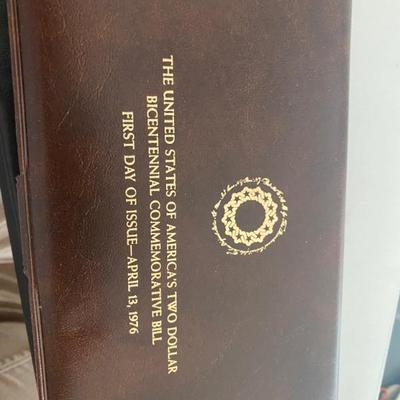 THE UNITED STATES OF AMERICA'S TWO DOLLAR
BICENTENNIAL COMMEMORATIVE BILL
FIRST DAY OF ISSUE—APRIL 13, 1976